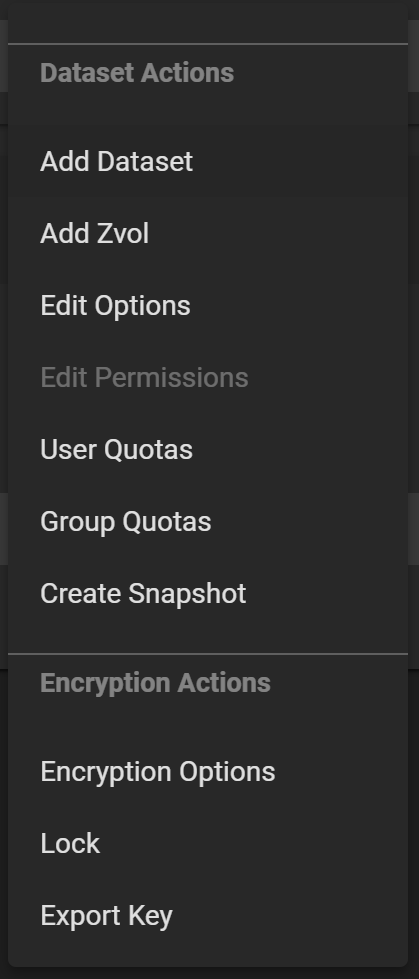 Dataset Actions
Add Dataset
Add Zvol
Edit Options
Edit Permissions
User Quotas
Group Quotas
Create Snapshot
Encryption Actions
Encryption Options
Lock
Export Key